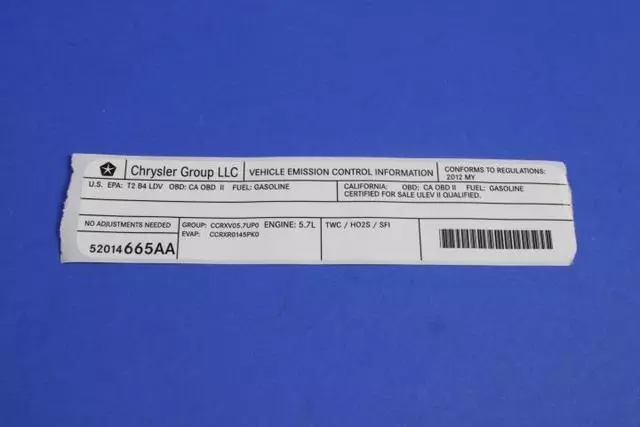 Chrysler Group LLC
VEHICLE EMISSION CONTROL INFORMATION
CONFORMS TO REGULATIONS:
2012 MY
U.S. EPA: T2 B4 LDV OBD: CA OBD II FUEL: GASOLINE
CALIFORNIA: OBD: CA OBD II FUEL: GASOLINE
CERTIFIED FOR SALE ULEV II QUALIFIED.
NO ADJUSTMENTS NEEDED
52014665AA
GROUP: CCRXV05.7UP0 ENGINE: 5.7L
EVAP: CCRXR0145PK0
TWC / HO2S / SFI